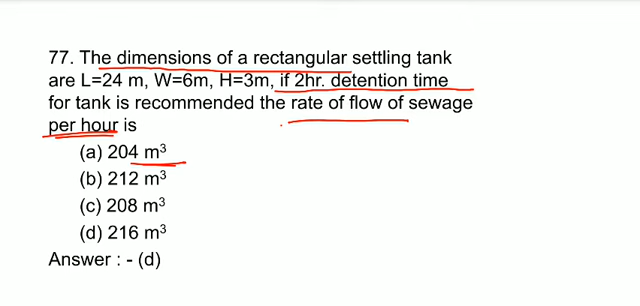 77. The dimensions of a rectangular settling tank
are L=24 m, W=6m, H=3m, if 2hr. detention time
for tank is recommended the rate of flow of sewage
per hour is
(a) 204 m³
(b) 212 m³
(c) 208 m³
(d) 216 m³
Answer : - (d)